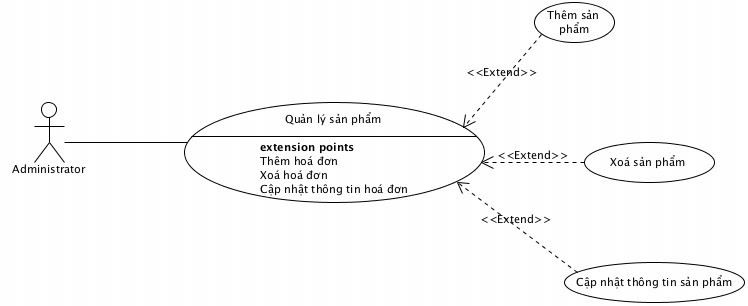 Thêm sản
phẩm
<<Extend>>
Quản lý sản phẩm
extension points
Thêm hoá đơn
Xoá hoá đơn
Cập nhật thông tin hoá đơn
<<Extend>>
Xoá sản phẩm
Administrator
<<Extend>>
Cập nhật thông tin sản phẩm